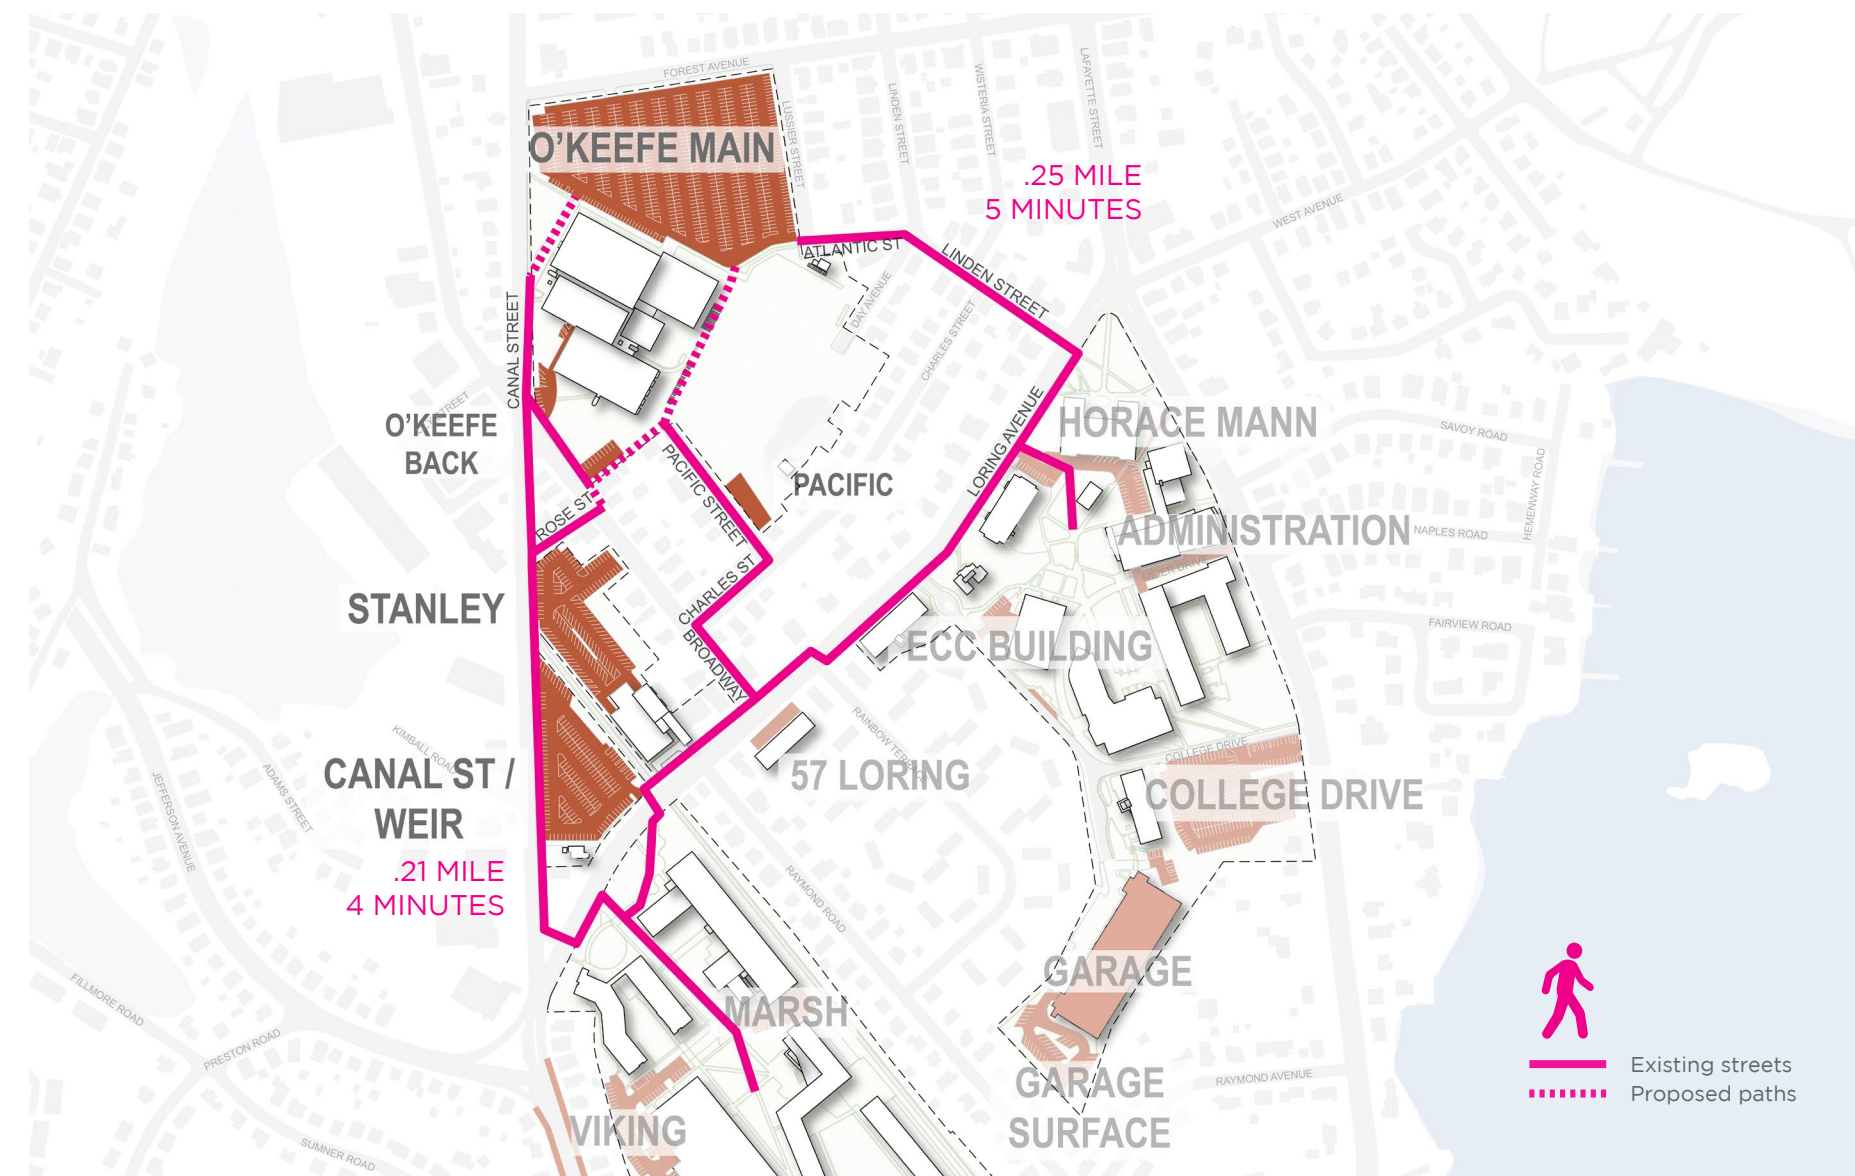 FOREST AVENUE
LUSSIER STREET
LINDEN STREET
WISTERIA STREET
LAFAYETTE STREET
O'KEEFE MAIN
.25 MILE
5 MINUTES
WEST AVENUE
ATLANTIC ST
LINDEN STREET
DAY AVENUE
CHARLES STREET
CANAL STREET
O'KEEFE
BACK
PACIFIC STREET
PACIFIC
LORING AVENUE
HORACE MANN
SAVOY ROAD
HEMENWAY ROAD
NAPLES ROAD
ADMINISTRATION
ROSE ST
STANLEY
CHARLES ST
BROADWAY
ECC BUILDING
FAIRVIEW ROAD
RAINBOW TERRACE
KIMBALL ROAD
ADAMS STREET
JEFFERSON AVENUE
CANAL ST /
WEIR
.21 MILE
4 MINUTES
57 LORING
COLLEGE DRIVE
COLLEGE DRIVE
RAYMOND ROAD
FILLMORE ROAD
PRESTON ROAD
SUMNER ROAD
MARSH
GARAGE
GARAGE
SURFACE
RAYMOND AVENUE
VIKING
Existing streets
Proposed paths